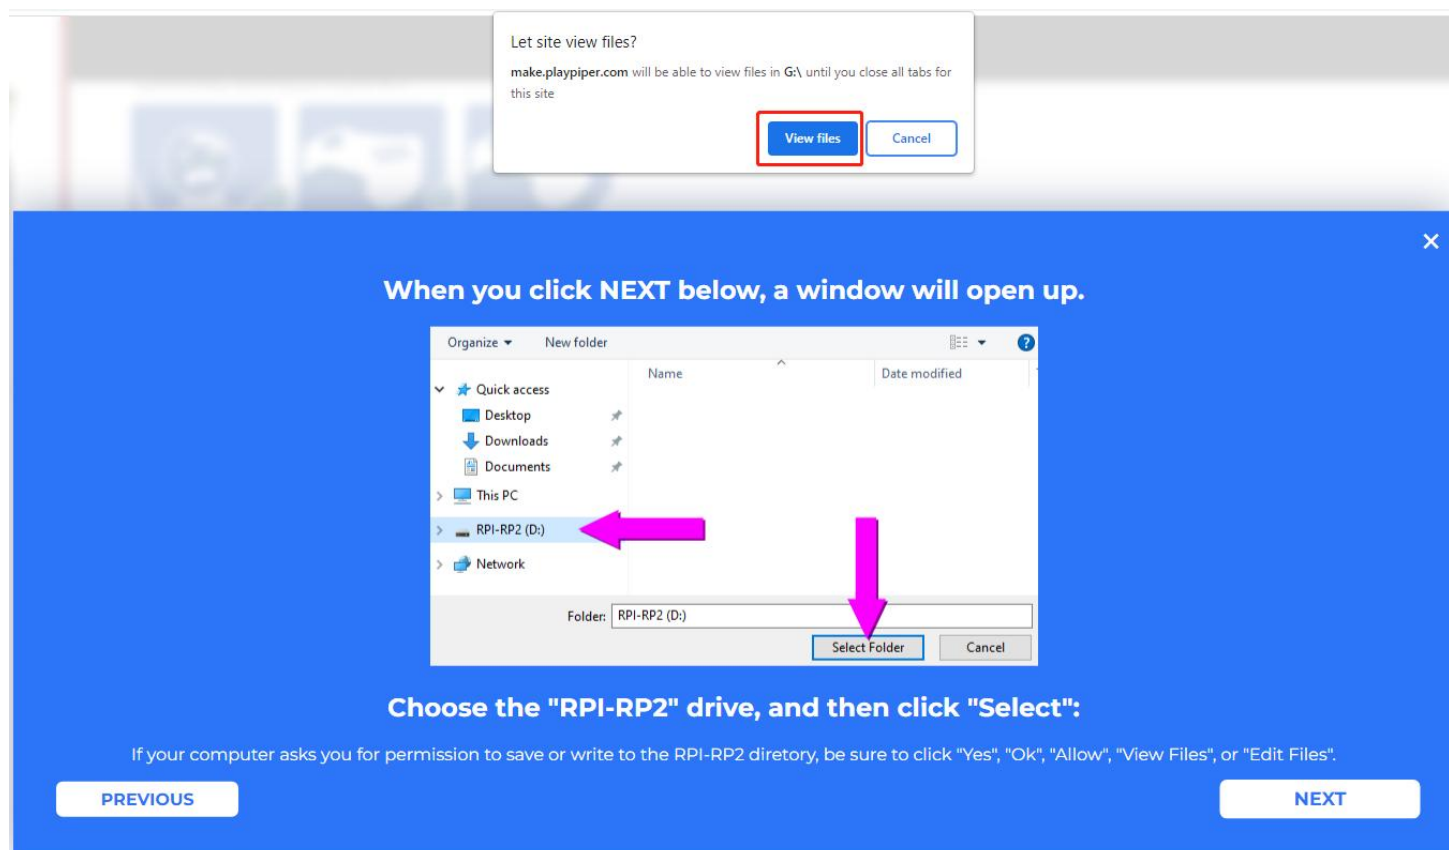 Let site view files?
make.playpiper.com will be able to view files in G:\ until you close all tabs for
this site
View files
Cancel
×
When you click NEXT below, a window will open up.
Organize
New folder
?
Name
Date modified
Quick access
Desktop
Downloads
Documents
This PC
RPI-RP2 (D:)
Network
Folder: RPI-RP2 (D:)
Select Folder
Cancel
Choose the "RPI-RP2" drive, and then click "Select":
If your computer asks you for permission to save or write to the RPI-RP2 diretory, be sure to click "Yes", "Ok", "Allow", "View Files", or "Edit Files".
PREVIOUS
NEXT